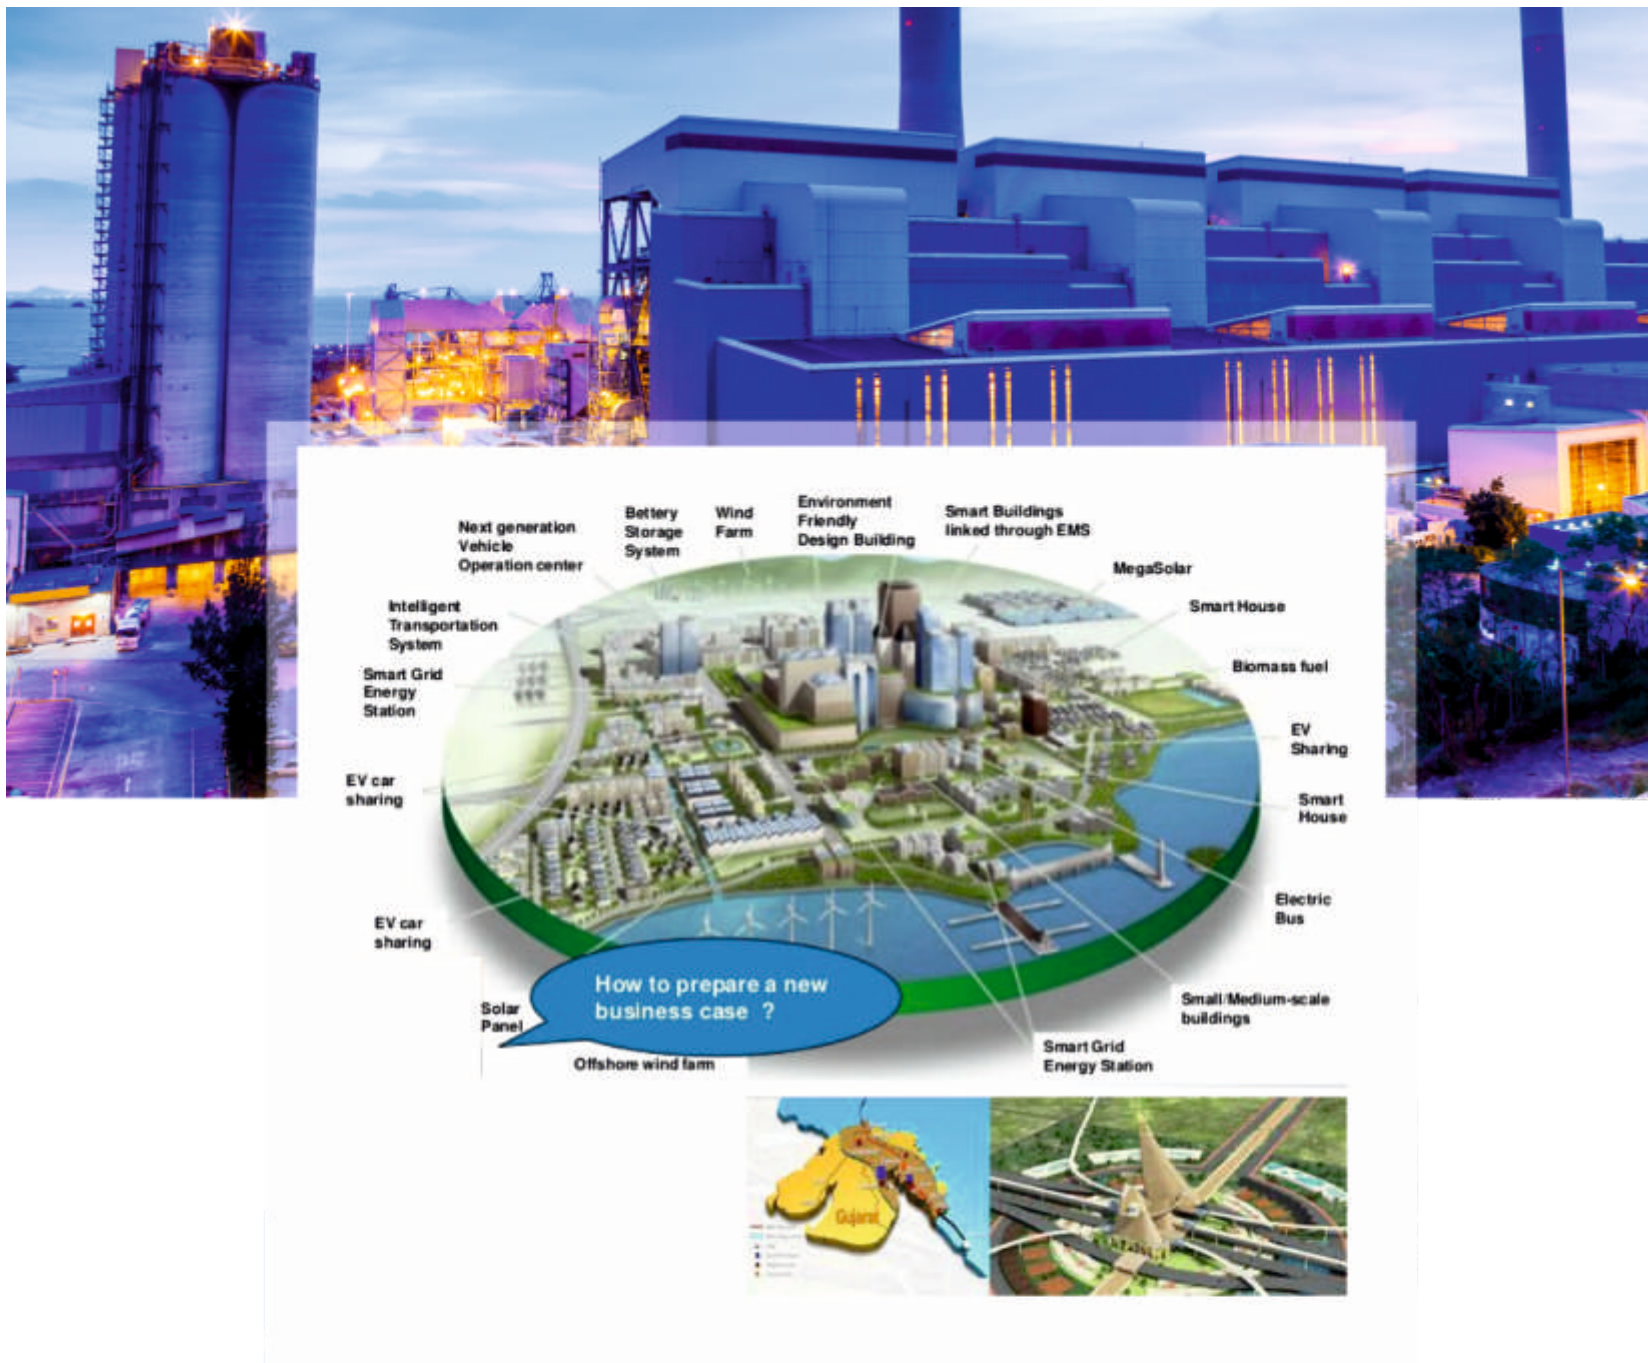 Next generation
Vehicle
Operation center
Bettery
Storage
System
Wind
Farm
Environment
Friendly
Design Building
Smart Buildings
linked through EMS
MegaSolar
Intelligent
Transportation
System
Smart House
Smart Grid
Energy
Station
Biomass fuel
EV
Sharing
EV car
sharing
Smart
House
EV car
sharing
Electric
Bus
How to prepare a new
business case ?
Solar
Panel
Small/Medium-scale
buildings
Offshore wind farm
Smart Grid
Energy Station
Gujarat